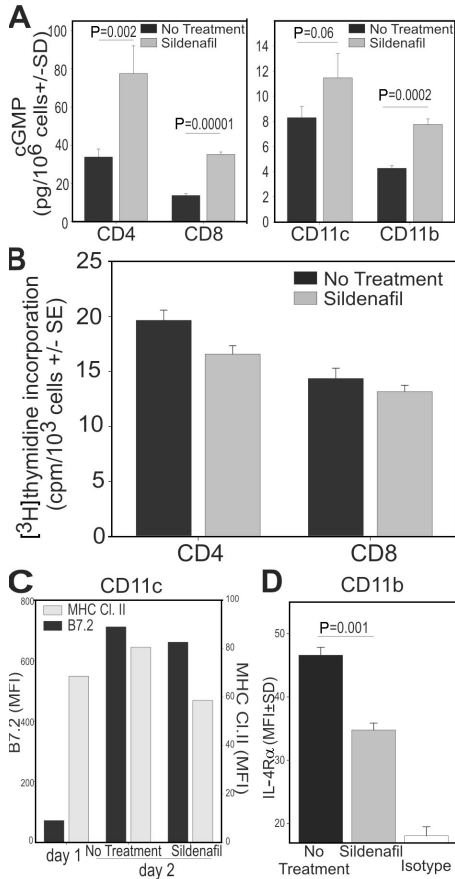 A
No Treatment
Sildenafil
P=0.002
P=0.00001
cGMP
(pg/10⁶ cells+/-SD)
100
80
60
40
20
0
CD4 CD8
No Treatment
Sildenafil
P=0.06
P=0.0002
14
12
10
8
6
4
2
0
CD11c CD11b
B
No Treatment
Sildenafil
[³H]thymidine incorporation
(cpm/10³ cells +/- SE)
25
20
15
10
5
0
CD4 CD8
C
CD11c
MHC Cl. II
B7.2
B7.2 (MFI)
800
600
400
200
0
MHC Cl.II
(MFI)
100
80
60
40
20
0
day 1 No Treatment Sildenafil
day 2
D
CD11b
P=0.001
IL-4Rα (MFI±SD)
50
40
30
20
No Sildenafil
Treatment Isotype